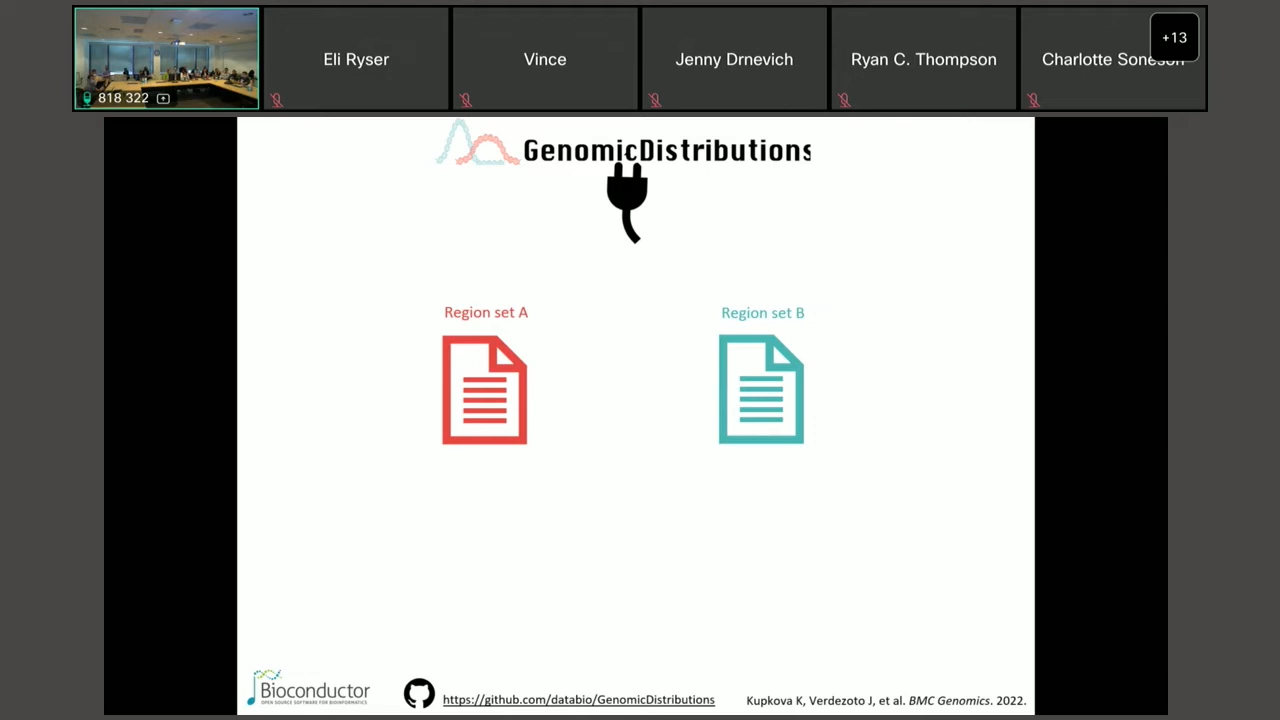 818 322
Eli Ryser
Vince
Jenny Drnevich
Ryan C. Thompson
Charlotte Soneson
+13
GenomicDistributions
Region set A
Region set B
Bioconductor
OPEN SOURCE SOFTWARE FOR BIOINFORMATICS
https://github.com/databio/GenomicDistributions
Kupkova K, Verdezoto J, et al. BMC Genomics. 2022.